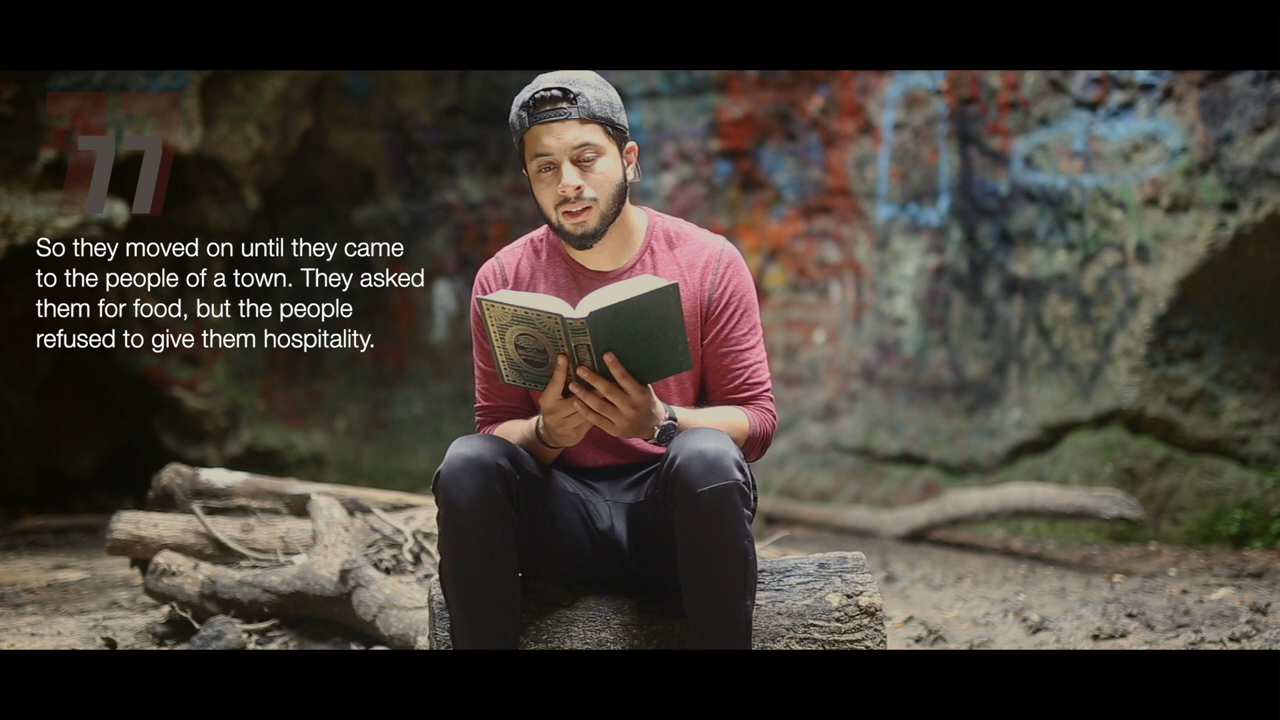 77
So they moved on until they came
to the people of a town. They asked
them for food, but the people
refused to give them hospitality.